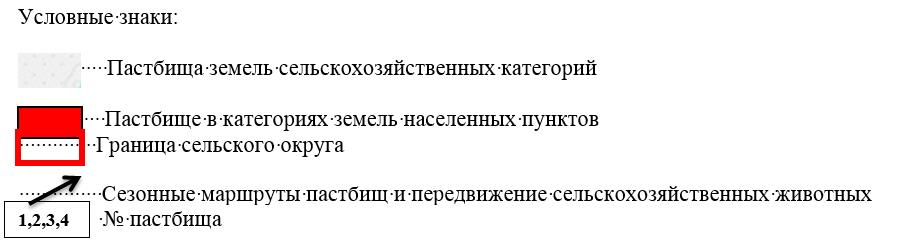 Условные знаки:
Пастбища земель сельскохозяйственных категорий
Пастбище в категориях земель населенных пунктов
Граница сельского округа
Сезонные маршруты пастбищ и передвижение сельскохозяйственных животных
1,2,3,4 № пастбища